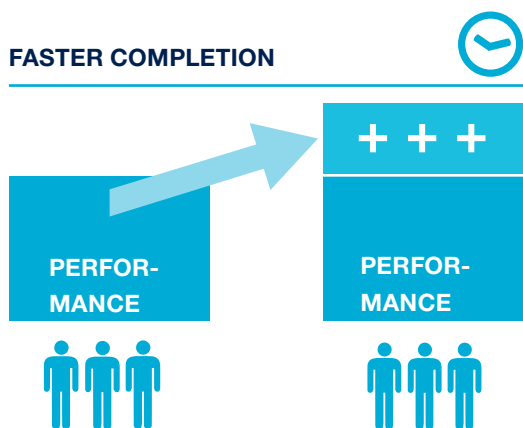 FASTER COMPLETION
+ + +
PERFOR-
MANCE
PERFOR-
MANCE